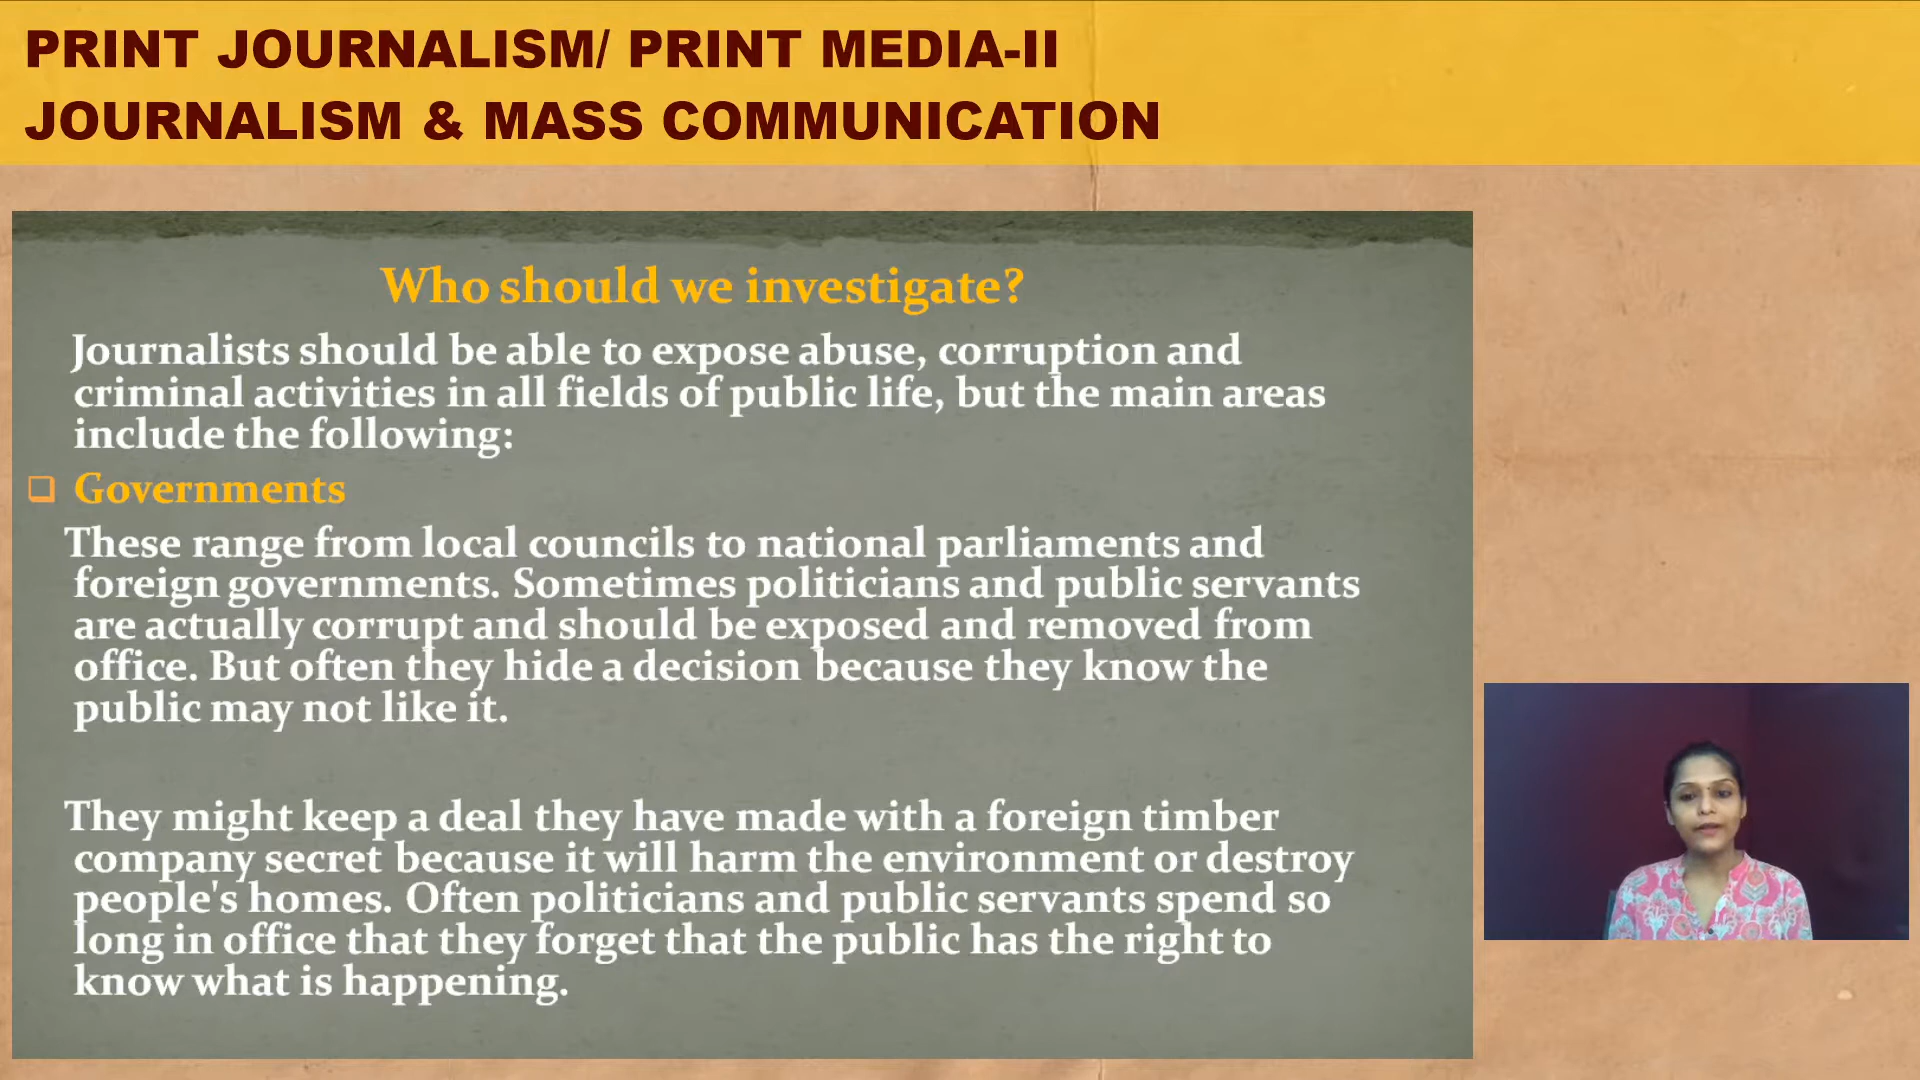 PRINT JOURNALISM/ PRINT MEDIA-II
JOURNALISM & MASS COMMUNICATION
Who should we investigate?
Journalists should be able to expose abuse, corruption and
criminal activities in all fields of public life, but the main areas
include the following:
Governments
These range from local councils to national parliaments and
foreign governments. Sometimes politicians and public servants
are actually corrupt and should be exposed and removed from
office. But often they hide a decision because they know the
public may not like it.
They might keep a deal they have made with a foreign timber
company secret because it will harm the environment or destroy
people's homes. Often politicians and public servants spend so
long in office that they forget that the public has the right to
know what is happening.